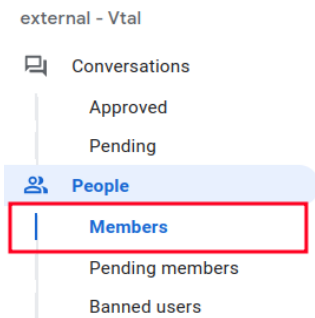 external - Vtal
Conversations
Approved
Pending
People
Members
Pending members
Banned users